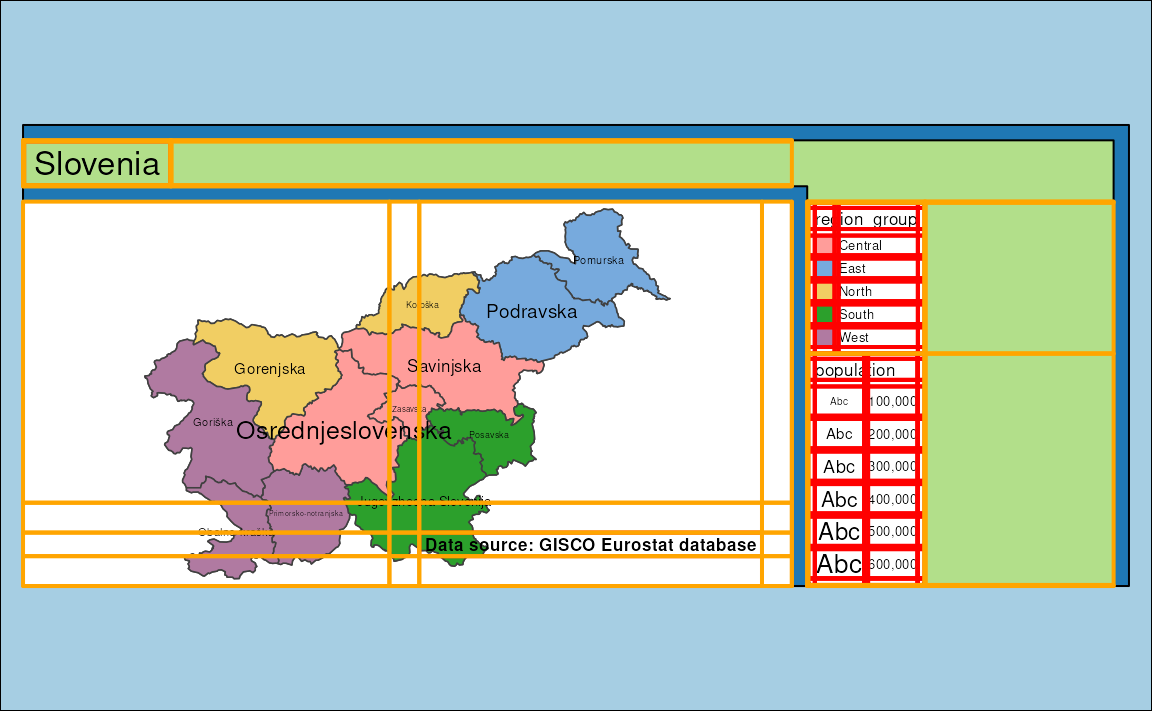 Slovenia
region_group
Central
East
North
South
West
population
Abc 100,000
Abc 200,000
Abc 300,000
Abc 400,000
Abc 500,000
Abc 600,000
Pomurska
Koroška
Podravska
Gorenjska
Savinjska
Zasavska
Goriška
Osrednjeslovenska
Posavska
Jugovzhodna Slovenija
Primorsko-notranjska
Obalno-kraška
Data source: GISCO Eurostat database